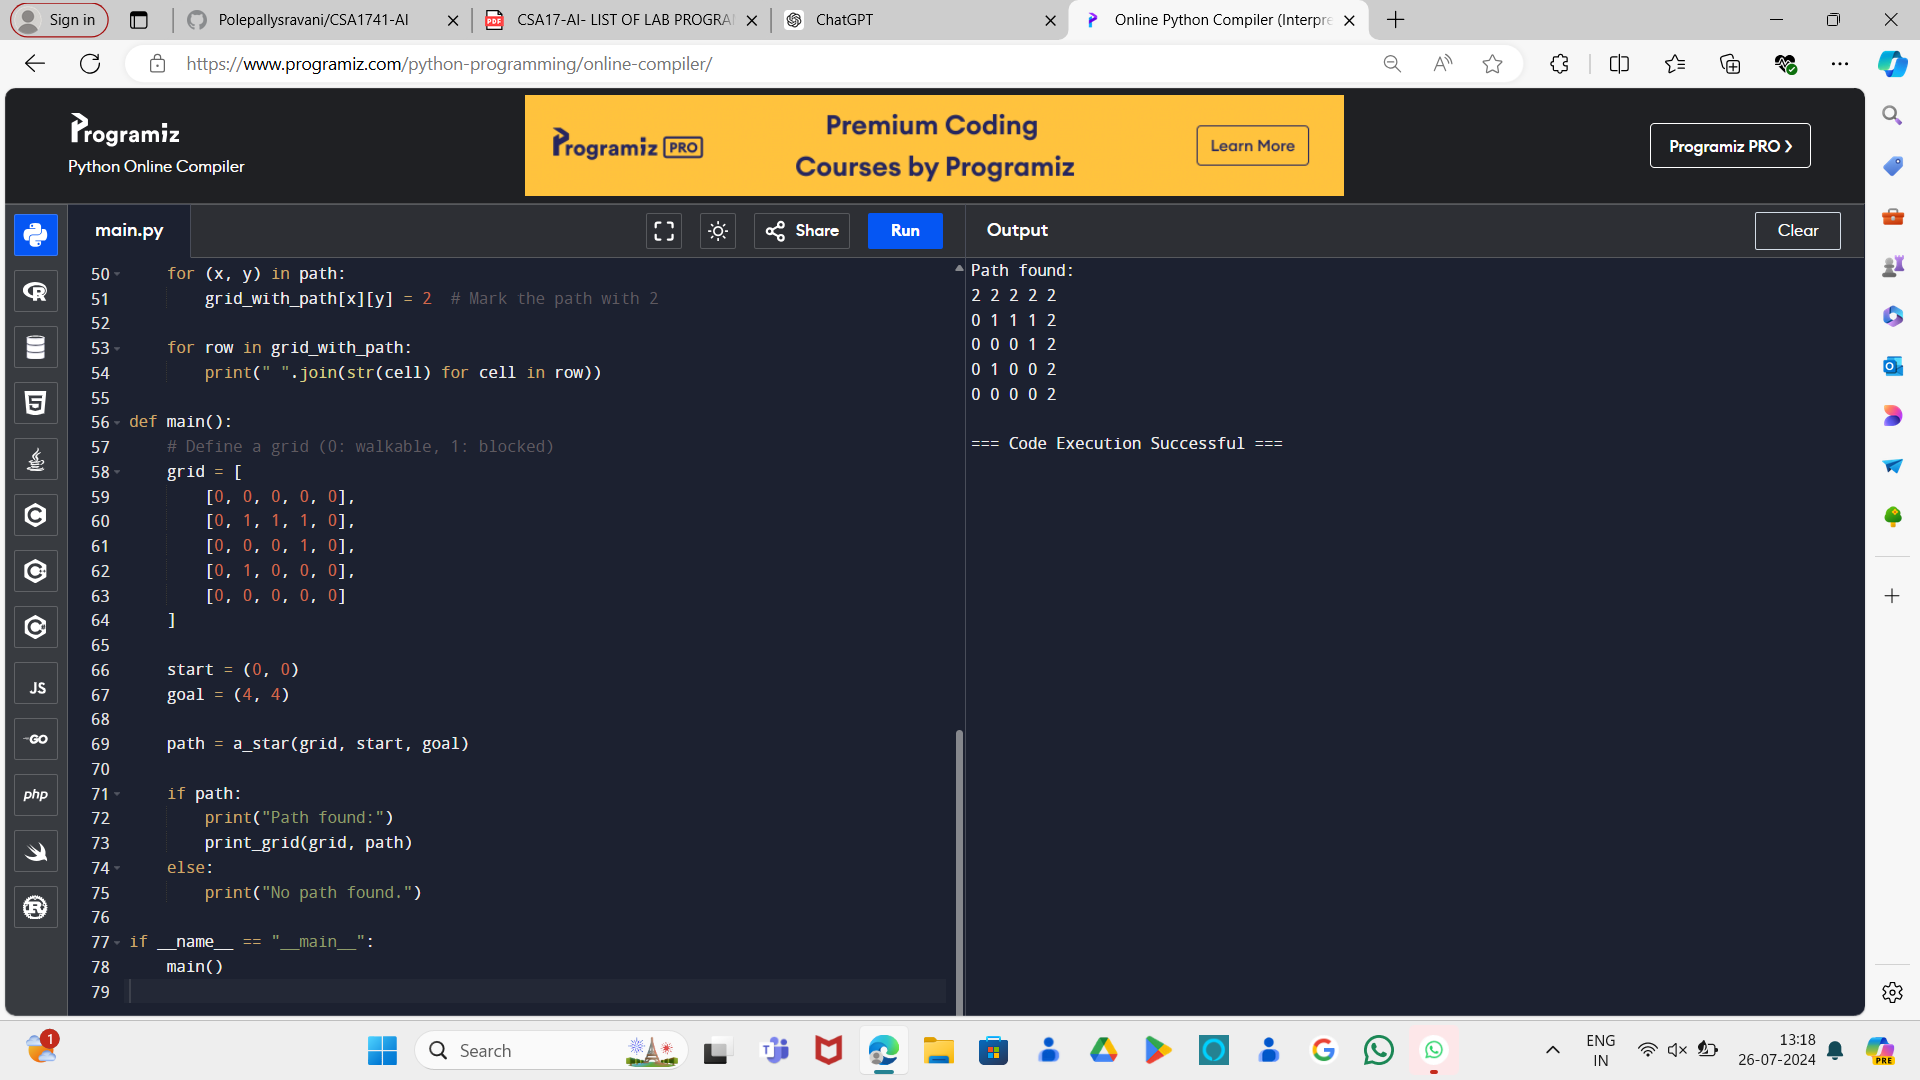 Sign in
Polepallysravani/CSA1741-AI
CSA17-AI- LIST OF LAB PROGRA
ChatGPT
Online Python Compiler (Interpre
https://www.programiz.com/python-programming/online-compiler/
Programiz
Python Online Compiler
Programiz PRO
Premium Coding
Courses by Programiz
Learn More
Programiz PRO
main.py
Share
Run
Output
Clear
50 for (x, y) in path:
51 grid_with_path[x][y] = 2 # Mark the path with 2
52
53 for row in grid_with_path:
54 print(" ".join(str(cell) for cell in row))
55
56 def main():
57 # Define a grid (0: walkable, 1: blocked)
58 grid = [
59 [0, 0, 0, 0, 0],
60 [0, 1, 1, 1, 0],
61 [0, 0, 0, 1, 0],
62 [0, 1, 0, 0, 0],
63 [0, 0, 0, 0, 0]
64 ]
65
66 start = (0, 0)
67 goal = (4, 4)
68
69 path = a_star(grid, start, goal)
70
71 if path:
72 print("Path found:")
73 print_grid(grid, path)
74 else:
75 print("No path found.")
76
77 if __name__ == "__main__":
78 main()
79
Path found:
2 2 2 2 2
0 1 1 1 2
0 0 0 1 2
0 1 0 0 2
0 0 0 0 2
=== Code Execution Successful ===
JS
GO
php
1
Search
ENG
IN
13:18
26-07-2024
PRE